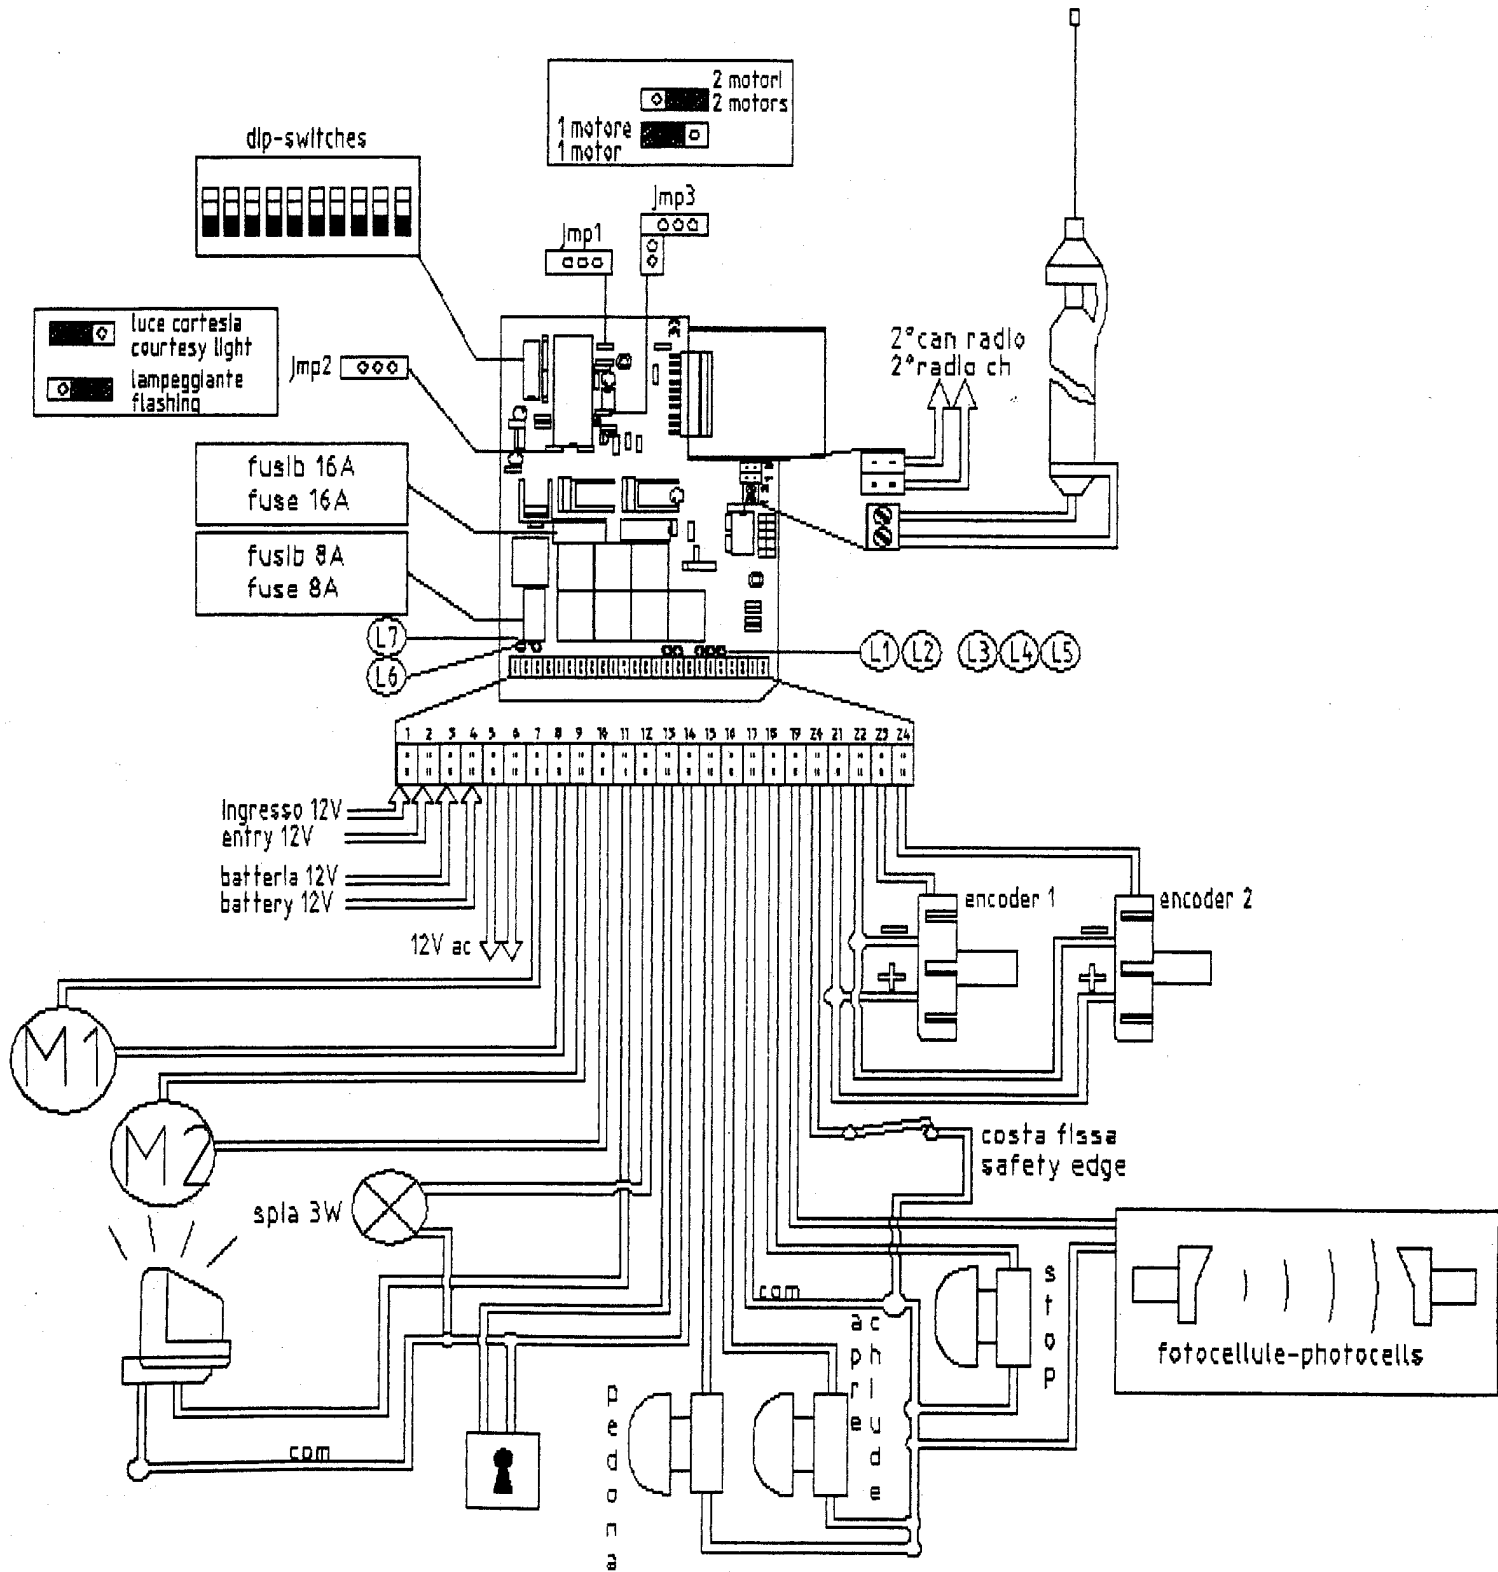 2 motori
2 motors
1 motore
1 motor
dip-switches
Jmp3
Jmp1
luce cortesia
courtesy light
lampeggiante
flashing
Jmp2
2°can radio
2°radio ch
fusib 16A
fuse 16A
fusib 8A
fuse 8A
L7
L6
L1 L2 L3 L4 L5
1 2 3 4 5 6 7 8 9 10 11 12 13 14 15 16 17 18 19 20 21 22 23 24
Ingresso 12V
entry 12V
batteria 12V
battery 12V
12V ac
encoder 1
encoder 2
M1
M2
costa fissa
safety edge
spia 3W
com
stop
apre
chiude
fotocellule-photocells
pedona
com